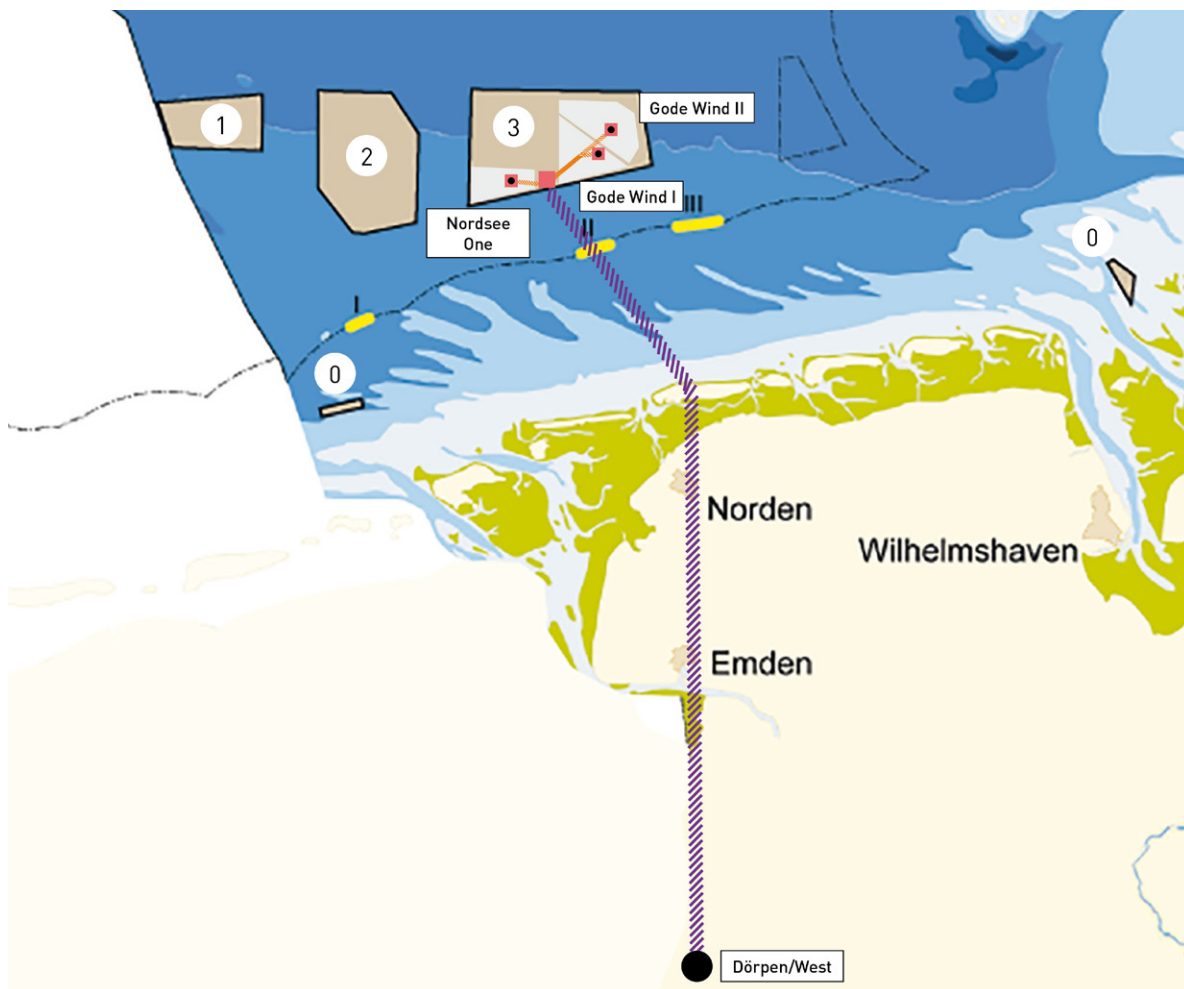 Gode Wind II
1
2
3
Gode Wind I
Nordsee
One
III
II
0
I
0
Norden
Wilhelmshaven
Emden
Dörpen/West